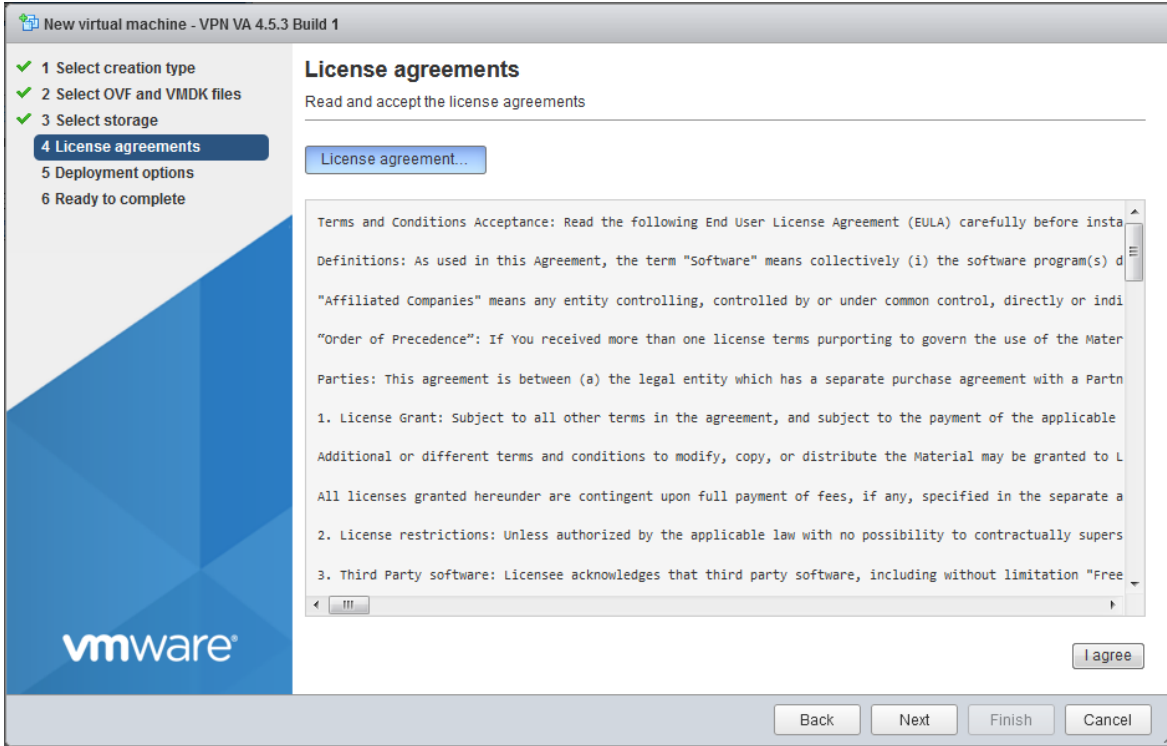 New virtual machine - VPN VA 4.5.3 Build 1
1 Select creation type
2 Select OVF and VMDK files
3 Select storage
4 License agreements
5 Deployment options
6 Ready to complete
License agreements
Read and accept the license agreements
License agreement...
Terms and Conditions Acceptance: Read the following End User License Agreement (EULA) carefully before insta
Definitions: As used in this Agreement, the term "Software" means collectively (i) the software program(s) d
"Affiliated Companies" means any entity controlling, controlled by or under common control, directly or indi
“Order of Precedence”: If You received more than one license terms purporting to govern the use of the Mater
Parties: This agreement is between (a) the legal entity which has a separate purchase agreement with a Partn
1. License Grant: Subject to all other terms in the agreement, and subject to the payment of the applicable
Additional or different terms and conditions to modify, copy, or distribute the Material may be granted to L
All licenses granted hereunder are contingent upon full payment of fees, if any, specified in the separate a
2. License restrictions: Unless authorized by the applicable law with no possibility to contractually supers
3. Third Party software: Licensee acknowledges that third party software, including without limitation "Free
vmware®
I agree
Back
Next
Finish
Cancel